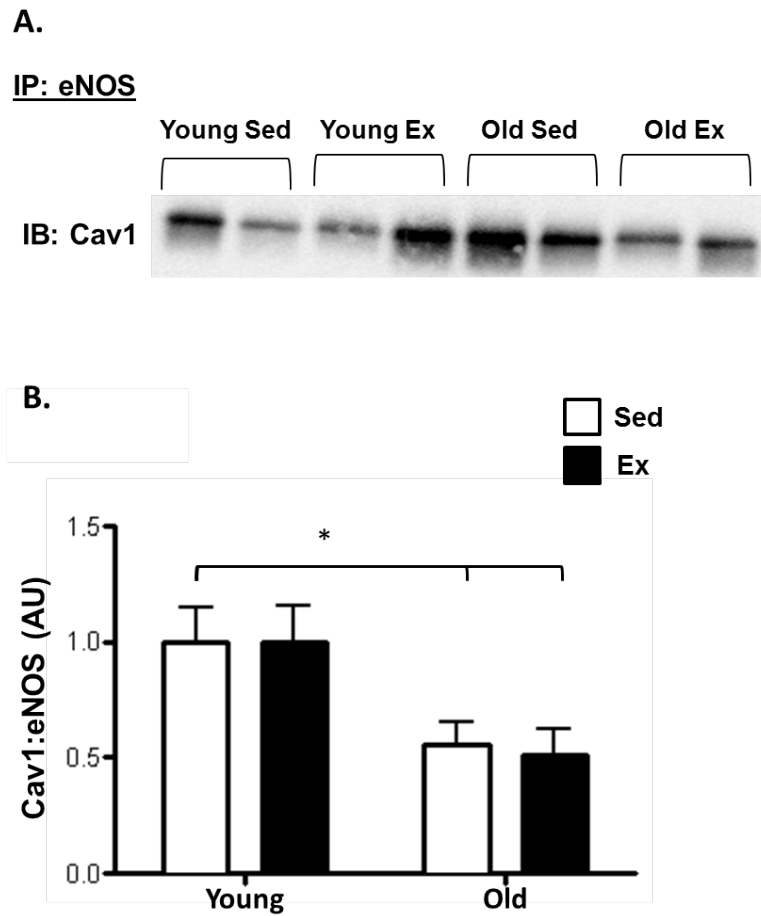 A.
IP: eNOS
Young Sed Young Ex Old Sed Old Ex
IB: Cav1
B.
Sed
Ex
*
Cav1:eNOS (AU)
1.5
1.0
0.5
0.0
Young Old